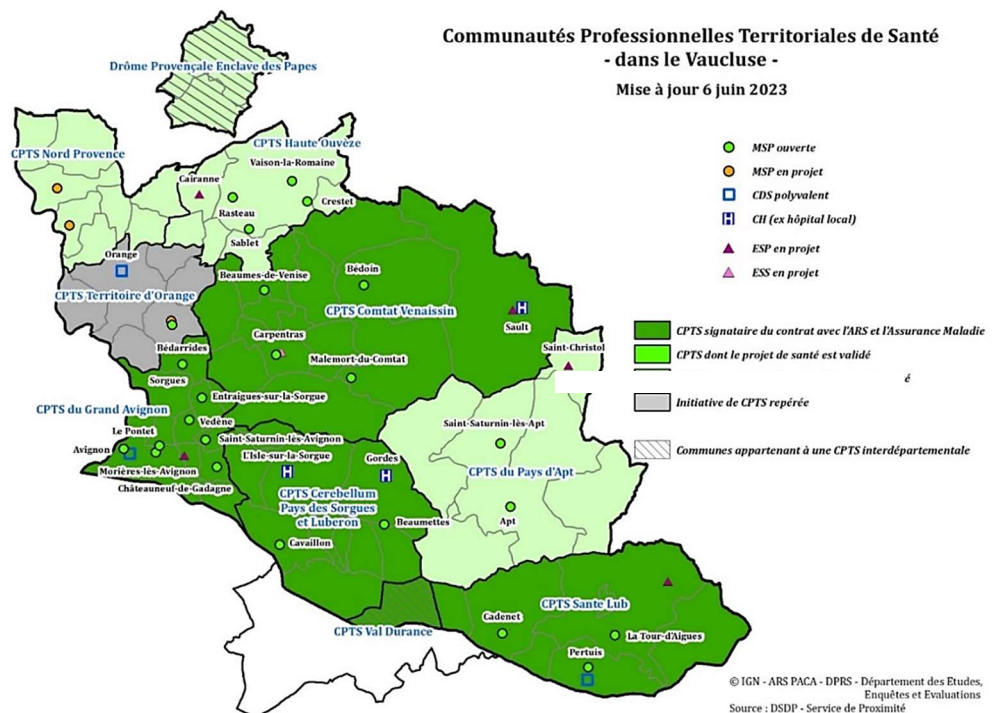 Communautés Professionnelles Territoriales de Santé
- dans le Vaucluse -
Mise à jour 6 juin 2023
Drôme Provençale Enclave des Papes
CPTS Nord Provence
CPTS Haute Ouvèze
Vaison-la-Romaine
Cairanne
Rasteau
Crestet
Sablet
Orange
CPTS Territoire d'Orange
Beaumes-de-Venise
Bédoin
CPTS Comtat Venaissin
Sault
Carpentras
Malemort-du-Comtat
Saint-Christol
Bédarrides
Sorgues
Entraigues-sur-la-Sorgue
CPTS du Grand Avignon
Vedène
Le Pontet
Saint-Saturnin-lès-Avignon
Avignon
Morières-lès-Avignon
Châteauneuf-de-Gadagne
L'Isle-sur-la-Sorgue
Gordes
CPTS Cerebellum
Pays des Sorgues
et Luberon
Beaumettes
Cavaillon
Saint-Saturnin-lès-Apt
CPTS du Pays d'Apt
Apt
CPTS Val Durance
CPTS Sante Lub
Cadenet
La Tour-d'Aigues
Pertuis
MSP ouverte
MSP en projet
CDS polyvalent
H CH (ex hôpital local)
ESP en projet
ESS en projet
CPTS signataire du contrat avec l'ARS et l'Assurance Maladie
CPTS dont le projet de santé est validé
é
Initiative de CPTS repérée
Communes appartenant à une CPTS interdépartementale
© IGN - ARS PACA - DPRS - Département des Etudes,
Enquêtes et Evaluations
Source : DSDP - Service de Proximité
H
H
H